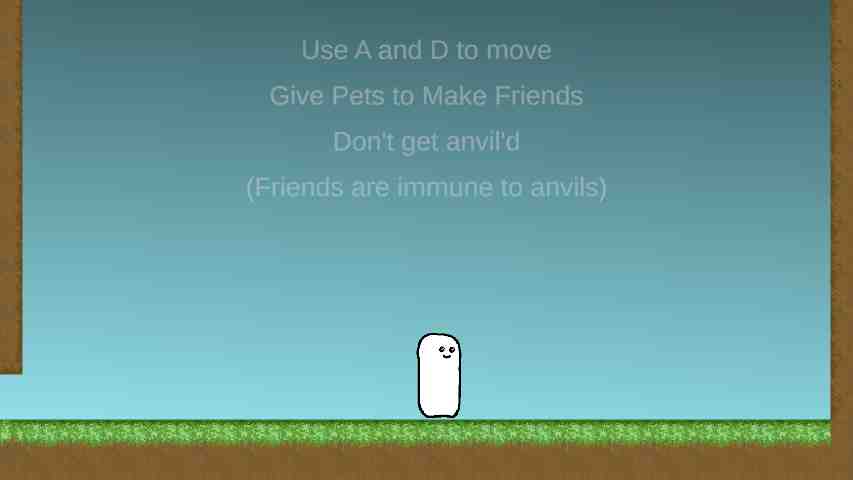 Use A and D to move
Give Pets to Make Friends
Don't get anvil'd
(Friends are immune to anvils)